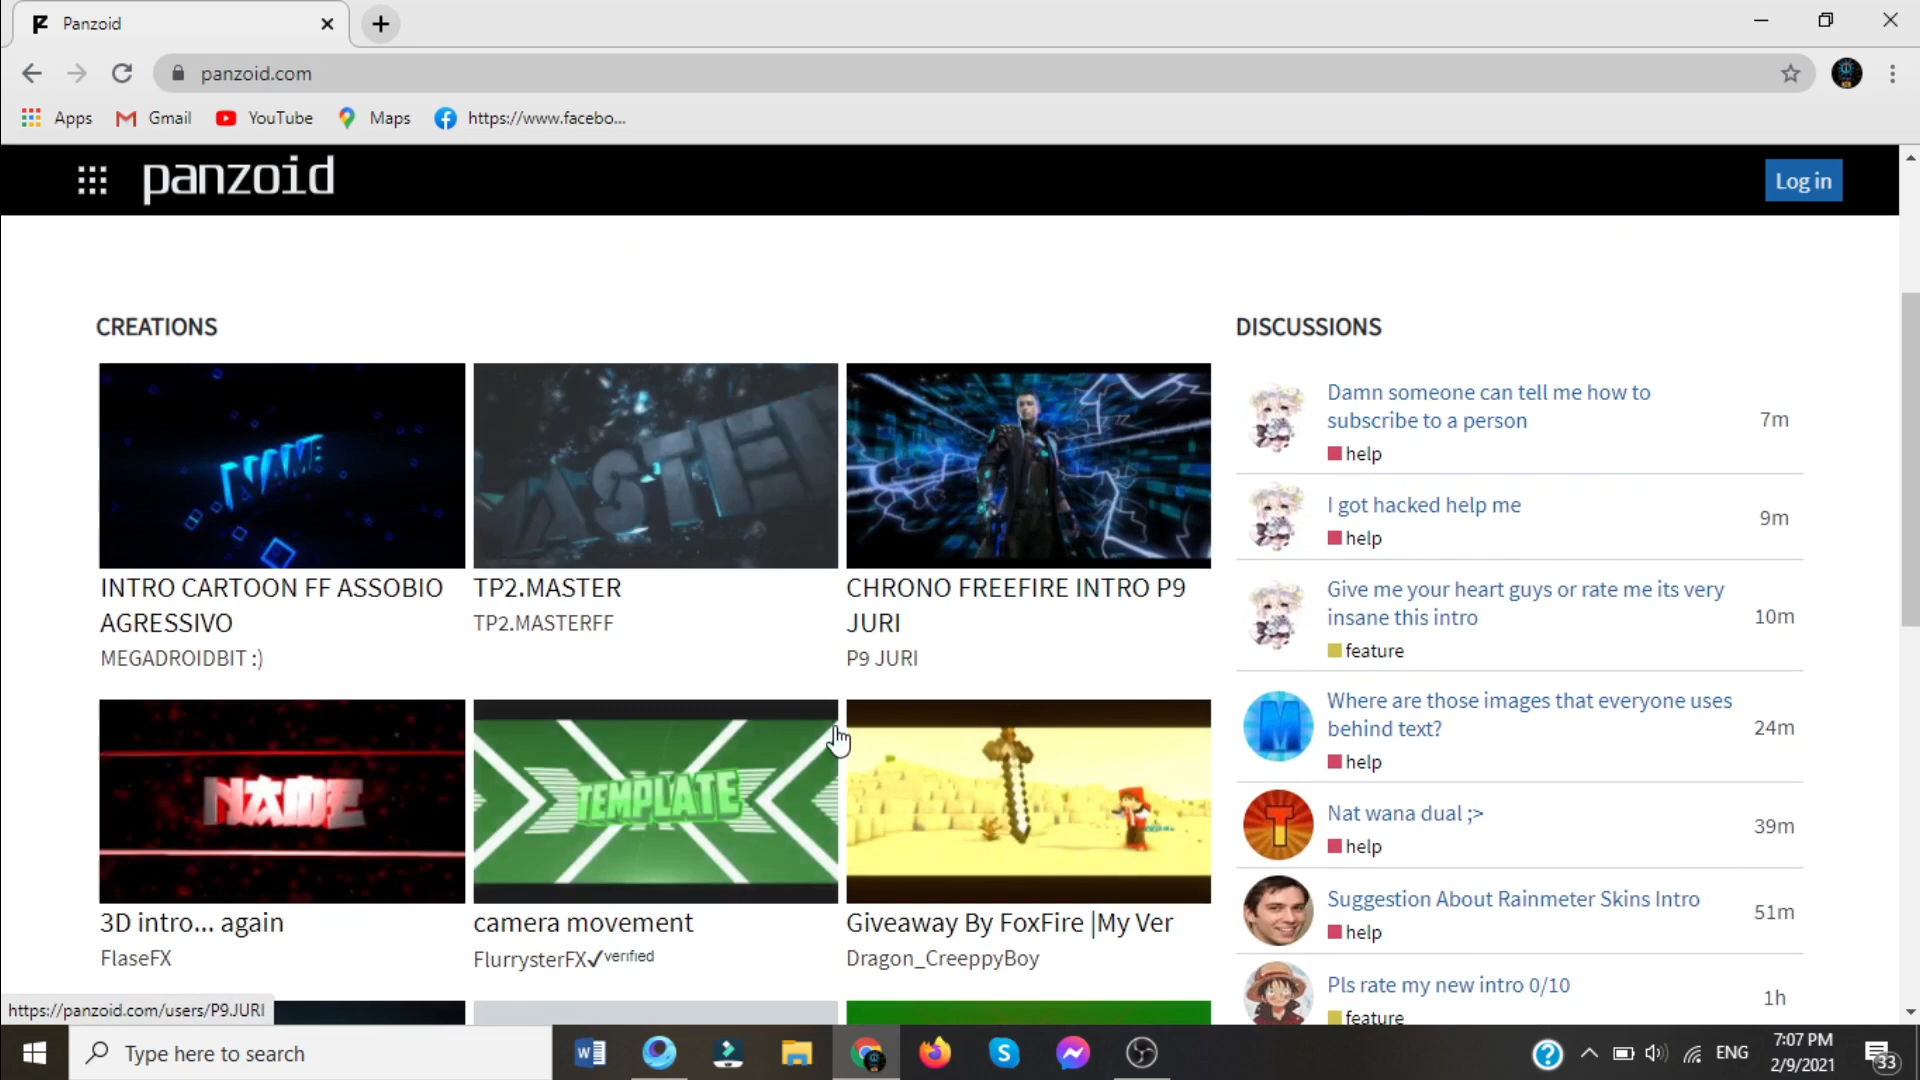 Panzoid
panzoid.com
Apps
Gmail
YouTube
Maps
https://www.facebo...
panzoid
Log in
CREATIONS
NAME
INTRO CARTOON FF ASSOBIO
AGRESSIVO
MEGADROIDBIT :)
TP2.MASTER
TP2.MASTERFF
CHRONO FREEFIRE INTRO P9
JURI
P9 JURI
NAME
3D intro... again
FlaseFX
TEMPLATE
camera movement
FlurrysterFX✓verified
Giveaway By FoxFire |My Ver
Dragon_CreeppyBoy
DISCUSSIONS
Damn someone can tell me how to
subscribe to a person
help
7m
I got hacked help me
help
9m
Give me your heart guys or rate me its very
insane this intro
feature
10m
M
Where are those images that everyone uses
behind text?
help
24m
T
Nat wana dual ;>
help
39m
Suggestion About Rainmeter Skins Intro
help
51m
Pls rate my new intro 0/10
feature
1h
https://panzoid.com/users/P9.JURI
Type here to search
ENG
7:07 PM
2/9/2021
33